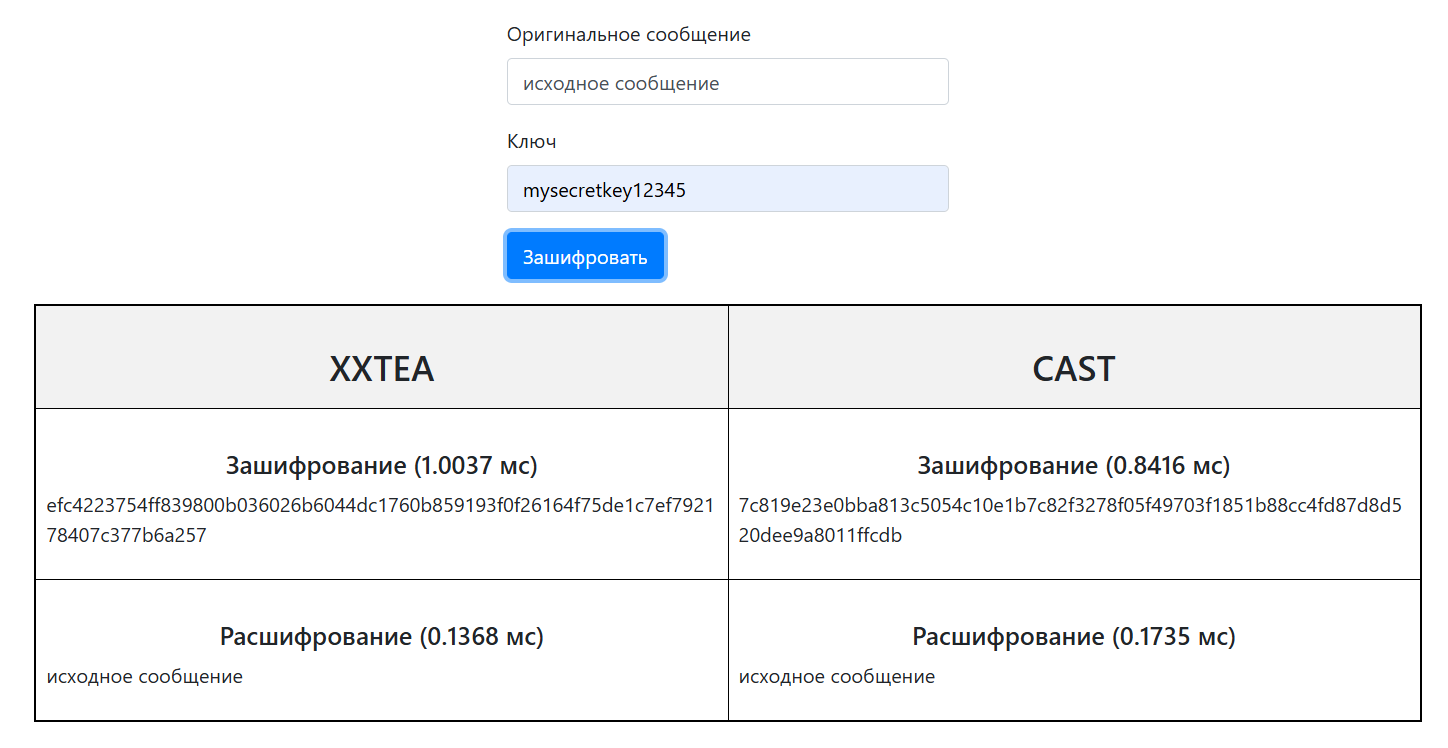 Оригинальное сообщение
исходное сообщение
Ключ
mysecretkey12345
Зашифровать
XXTEA
CAST
Зашифрование (1.0037 мс)
efc4223754ff839800b036026b6044dc1760b859193f0f26164f75de1c7ef7921
78407c377b6a257
Зашифрование (0.8416 мс)
7c819e23e0bba813c5054c10e1b7c82f3278f05f49703f1851b88cc4fd87d8d5
20dee9a8011ffcdb
Расшифрование (0.1368 мс)
исходное сообщение
Расшифрование (0.1735 мс)
исходное сообщение